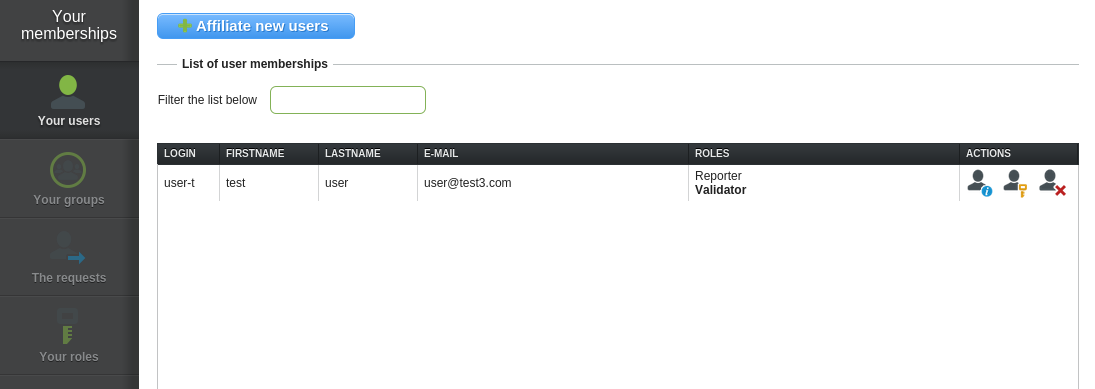 Your
memberships
Your users
Your groups
The requests
Your roles
Affiliate new users
List of user memberships
Filter the list below
LOGIN FIRSTNAME LASTNAME E-MAIL ROLES ACTIONS
user-t test user user@test3.com Reporter
Validator